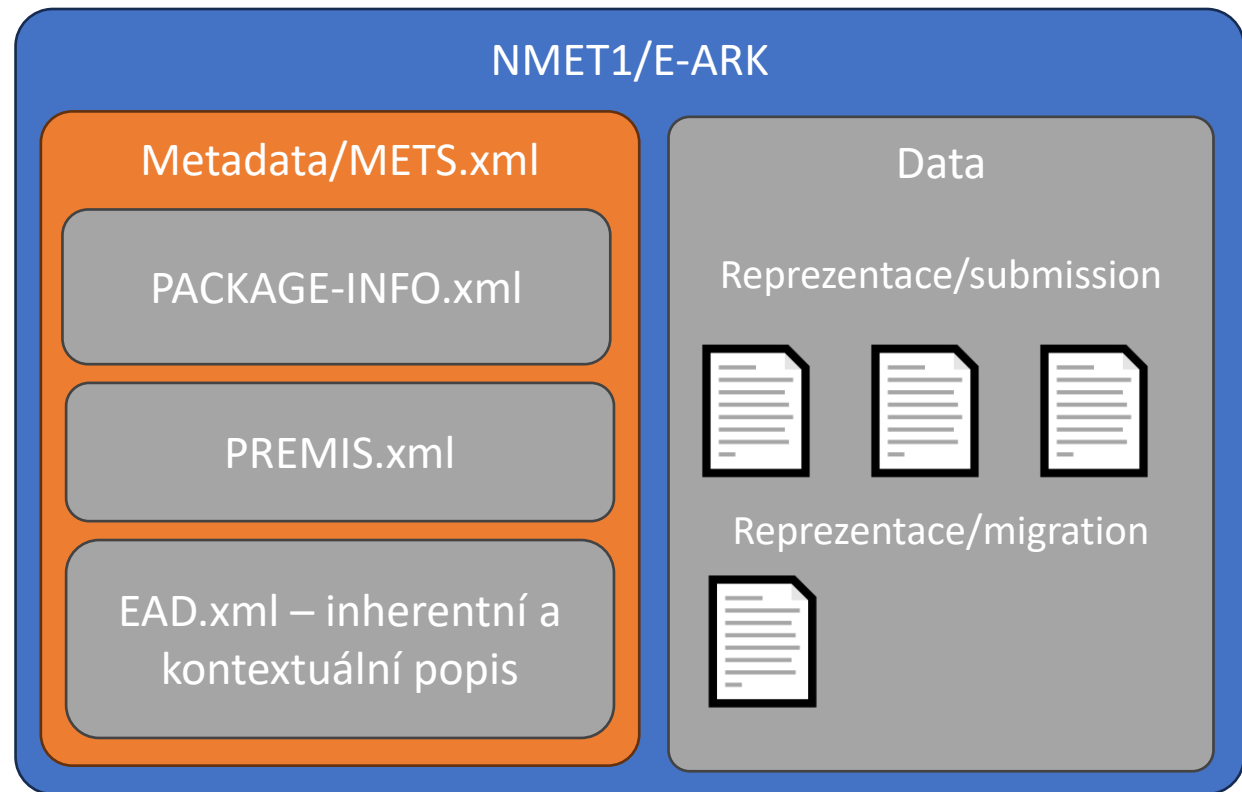 NMET1/E-ARK
Metadata/METS.xml
PACKAGE-INFO.xml
PREMIS.xml
EAD.xml – inherentní a
kontextuální popis
Data
Reprezentace/submission
Reprezentace/migration